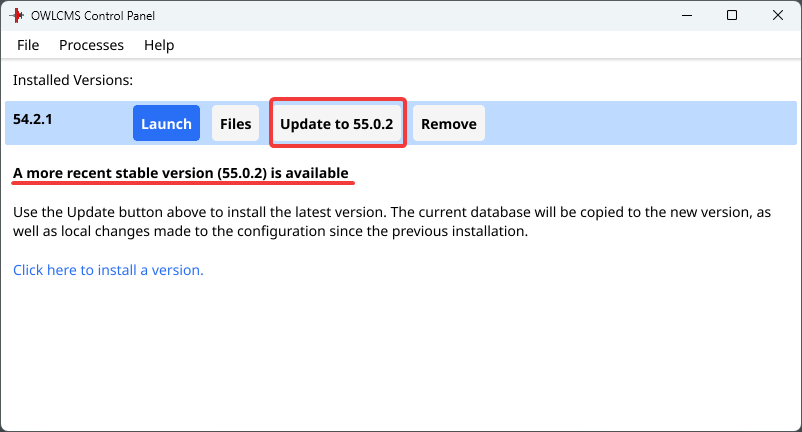 OWLCMS Control Panel
File Processes Help
Installed Versions:
54.2.1 Launch Files Update to 55.0.2 Remove
A more recent stable version (55.0.2) is available
Use the Update button above to install the latest version. The current database will be copied to the new version, as
well as local changes made to the configuration since the previous installation.
Click here to install a version.